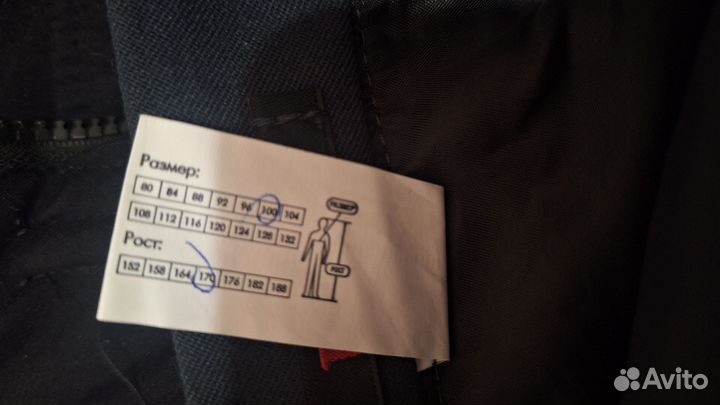 Размер:
80 84 88 92 96 100 104
108 112 116 120 124 128 132
РАЗМЕР
Рост:
152 158 164 170 176 182 188
Avito